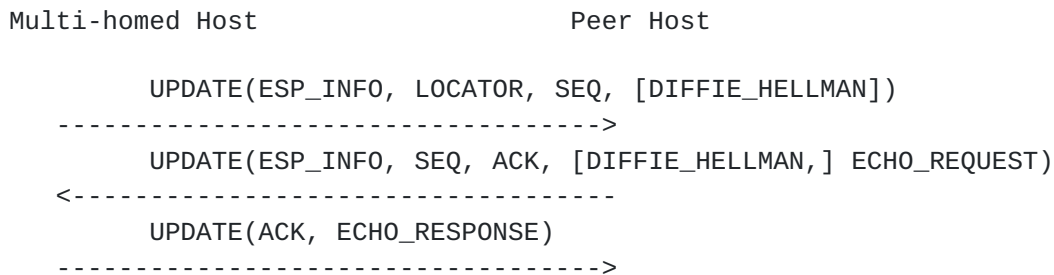 Multi-homed Host                    Peer Host
UPDATE(ESP_INFO, LOCATOR, SEQ, [DIFFIE_HELLMAN])
----------------------------------->
UPDATE(ESP_INFO, SEQ, ACK, [DIFFIE_HELLMAN,] ECHO_REQUEST)
<-----------------------------------
UPDATE(ACK, ECHO_RESPONSE)
----------------------------------->